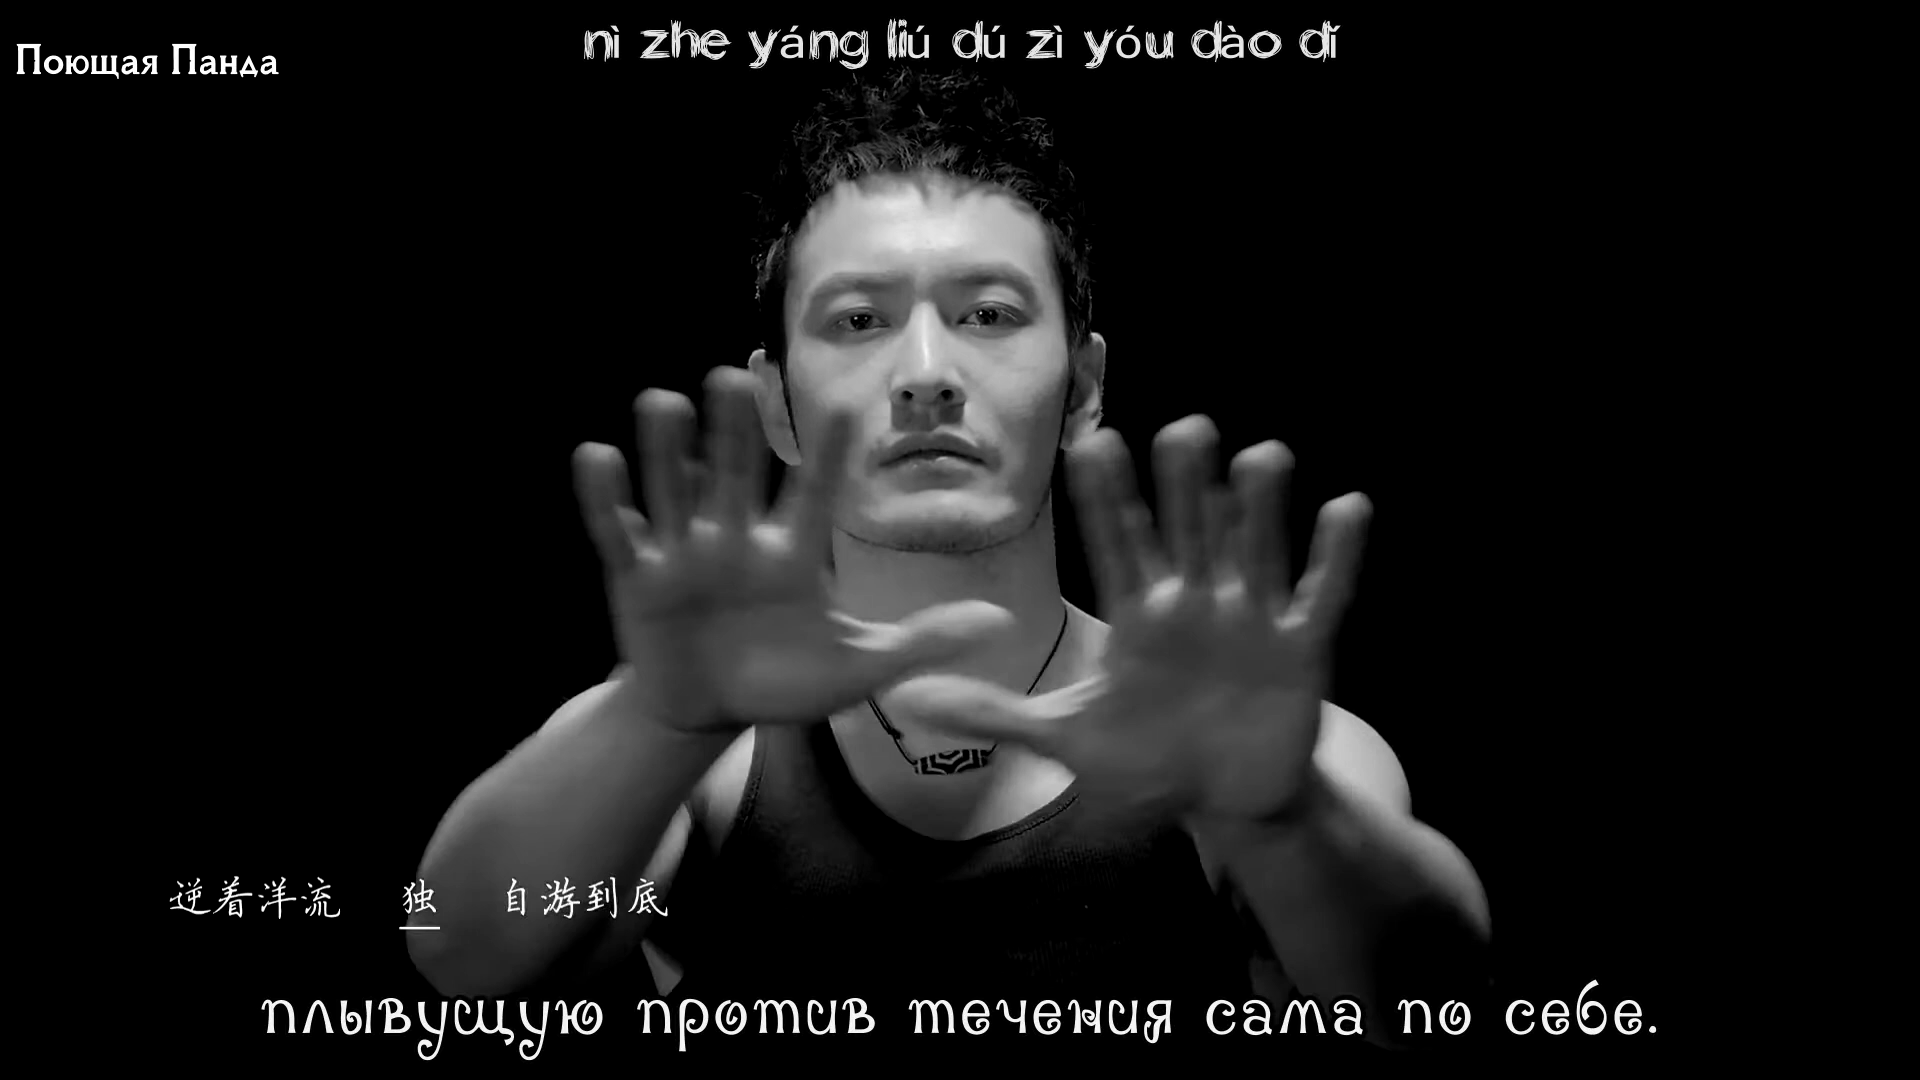 nì zhe yáng liú dú zì yóu dào dǐ
Поющая Панда
逆着洋流 独 自游到底
плывущую против течения сама по себе.